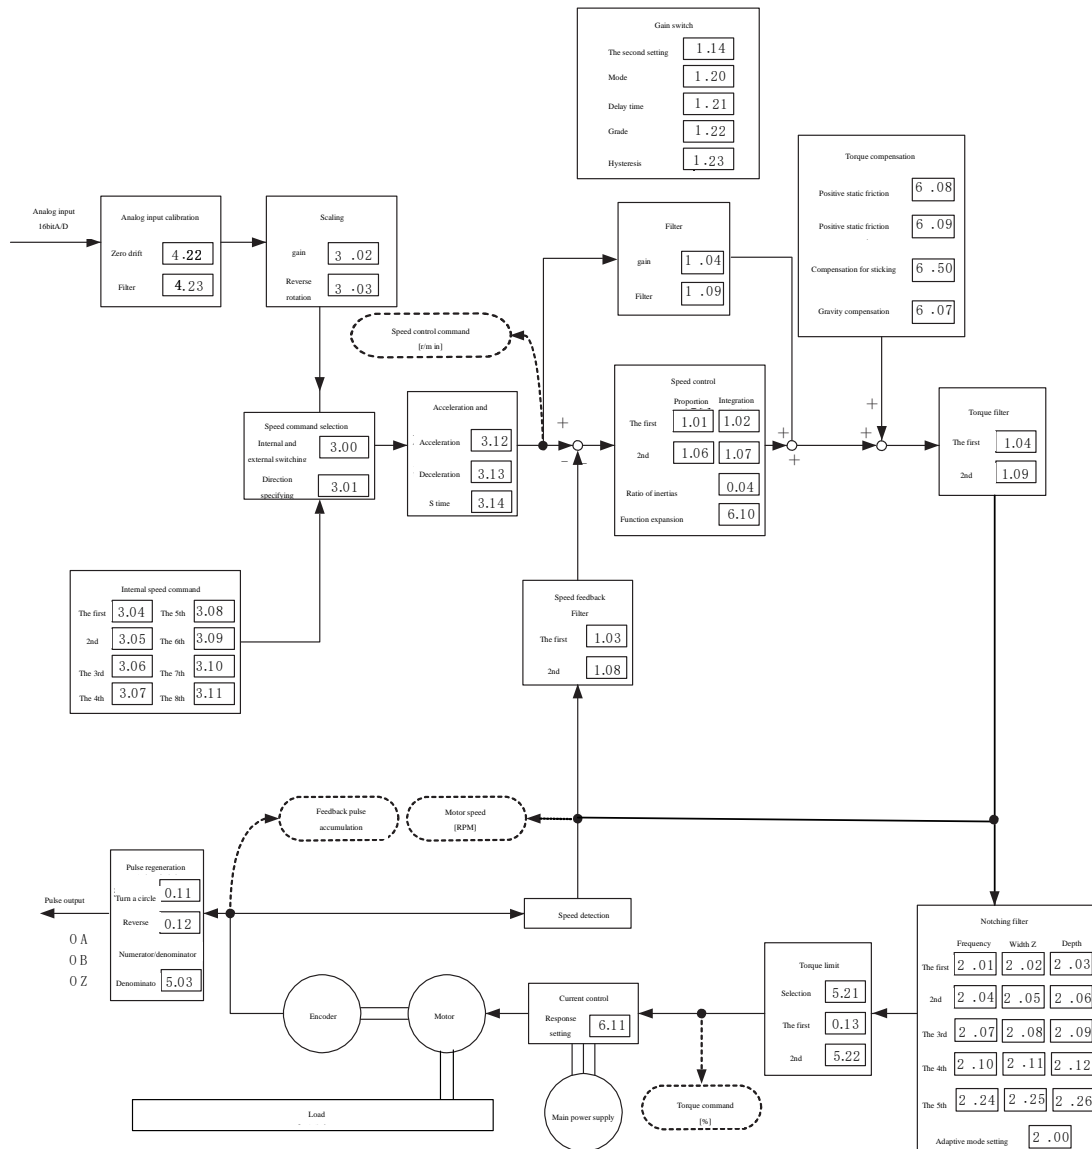 Gain switch
The second setting 1.14
Mode 1.20
Delay time 1.21
Grade 1.22
Hysteresis 1.23
Torque compensation
Positive static friction 6.08
Positive static friction 6.09
Compensation for sticking 6.50
Gravity compensation 6.07
Analog input
16bitA/D
Analog input calibration
Zero drift 4.22
Filter 4.23
Scaling
gain 3.02
Reverse
rotation 3.03
Filter
gain 1.04
Filter 1.09
Speed control command
[r/m in]
Speed command selection
Internal and
external switching 3.00
Direction
specifying 3.01
Acceleration and
Acceleration 3.12
Deceleration 3.13
S time 3.14
+
-
Speed control
Proportion Integration
The first 1.01 1.02
2nd 1.06 1.07
Ratio of inertias 0.04
Function expansion 6.10
+
+
+
+
Torque filter
The first 1.04
2nd 1.09
Internal speed command
The first 3.04 The 5th 3.08
2nd 3.05 The 6th 3.09
The 3rd 3.06 The 7th 3.10
The 4th 3.07 The 8th 3.11
Speed feedback
Filter
The first 1.03
2nd 1.08
Feedback pulse
accumulation
Motor speed
[RPM]
Pulse output
OA
OB
OZ
Pulse regeneration
Turn a circle 0.11
Reverse 0.12
Numerator/denominator
Denominato 5.03
Speed detection
Encoder
Motor
Load
Current control
Response
setting 6.11
Main power supply
Torque command
[%]
Torque limit
Selection 5.21
The first 0.13
2nd 5.22
Notching filter
Frequency Width Z Depth
The first 2.01 2.02 2.03
2nd 2.04 2.05 2.06
The 3rd 2.07 2.08 2.09
The 4th 2.10 2.11 2.12
The 5th 2.24 2.25 2.26
Adaptive mode setting 2.00